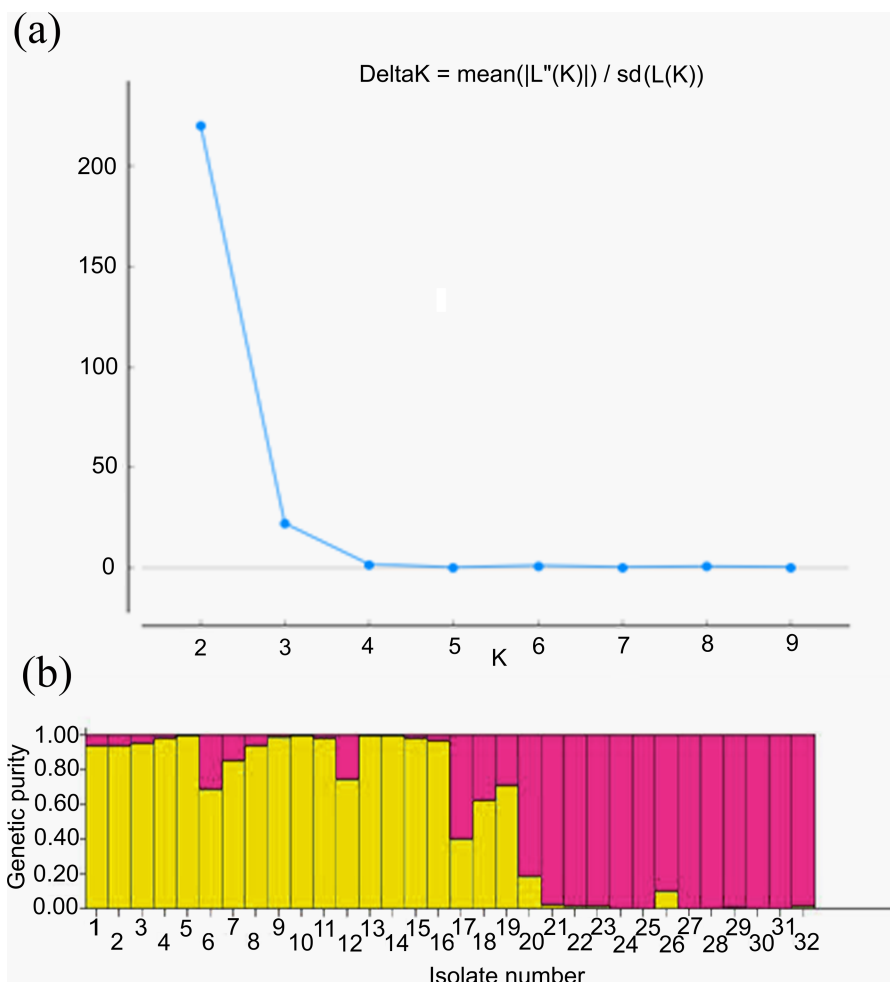 (a)
DeltaK = mean(|L"(K)|) / sd(L(K))
200
150
100
50
0
2 3 4 5 6 7 8 9
K
(b)
Genetic purity
1.00
0.80
0.60
0.40
0.20
0.00
1 2 3 4 5 6 7 8 9 10 11 12 13 14 15 16 17 18 19 20 21 22 23 24 25 26 27 28 29 30 31 32
Isolate number